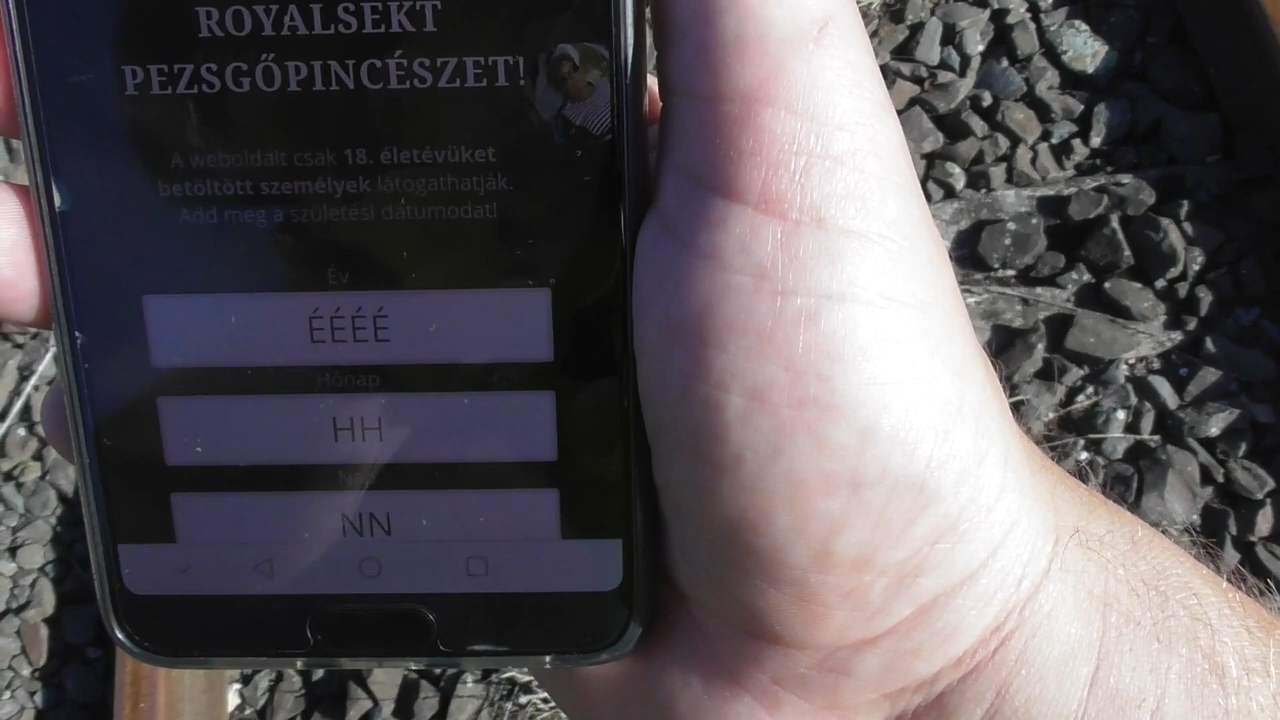 ROYALSEKT
PEZSGŐPINCÉSZET!
A weboldalt csak 18. életévüket
betöltött személyek látogathatják.
Add meg a születési dátumodat!
Év
ÉÉÉÉ
Hónap
HH
NN